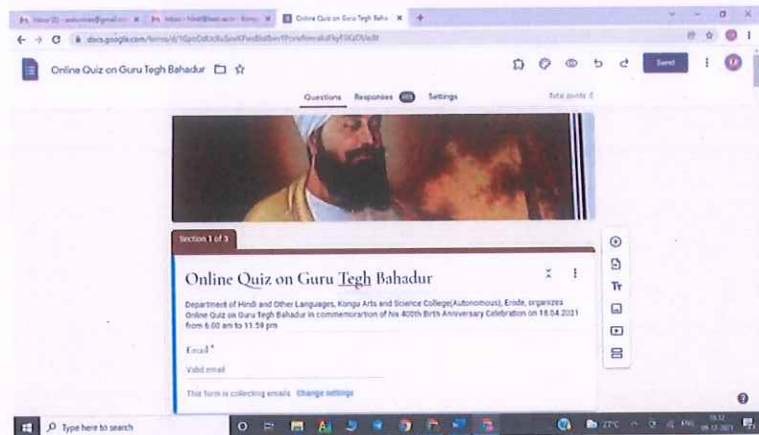 Online Quiz on Guru Tegh Bahadur
Send
Questions Responses Settings
Section 1 of 3
Online Quiz on Guru Tegh Bahadur
Department of Hindi and Other Languages, Kongu Arts and Science College(Autonomous), Erode, organizes
Online Quiz on Guru Tegh Bahadur in commemorartion of his 400th Birth Anniversary Celebration on 18.04.2021
from 6:00 am to 11.59 pm
Email *
Valid email
This form is collecting emails. Change settings
Type here to search
27°C